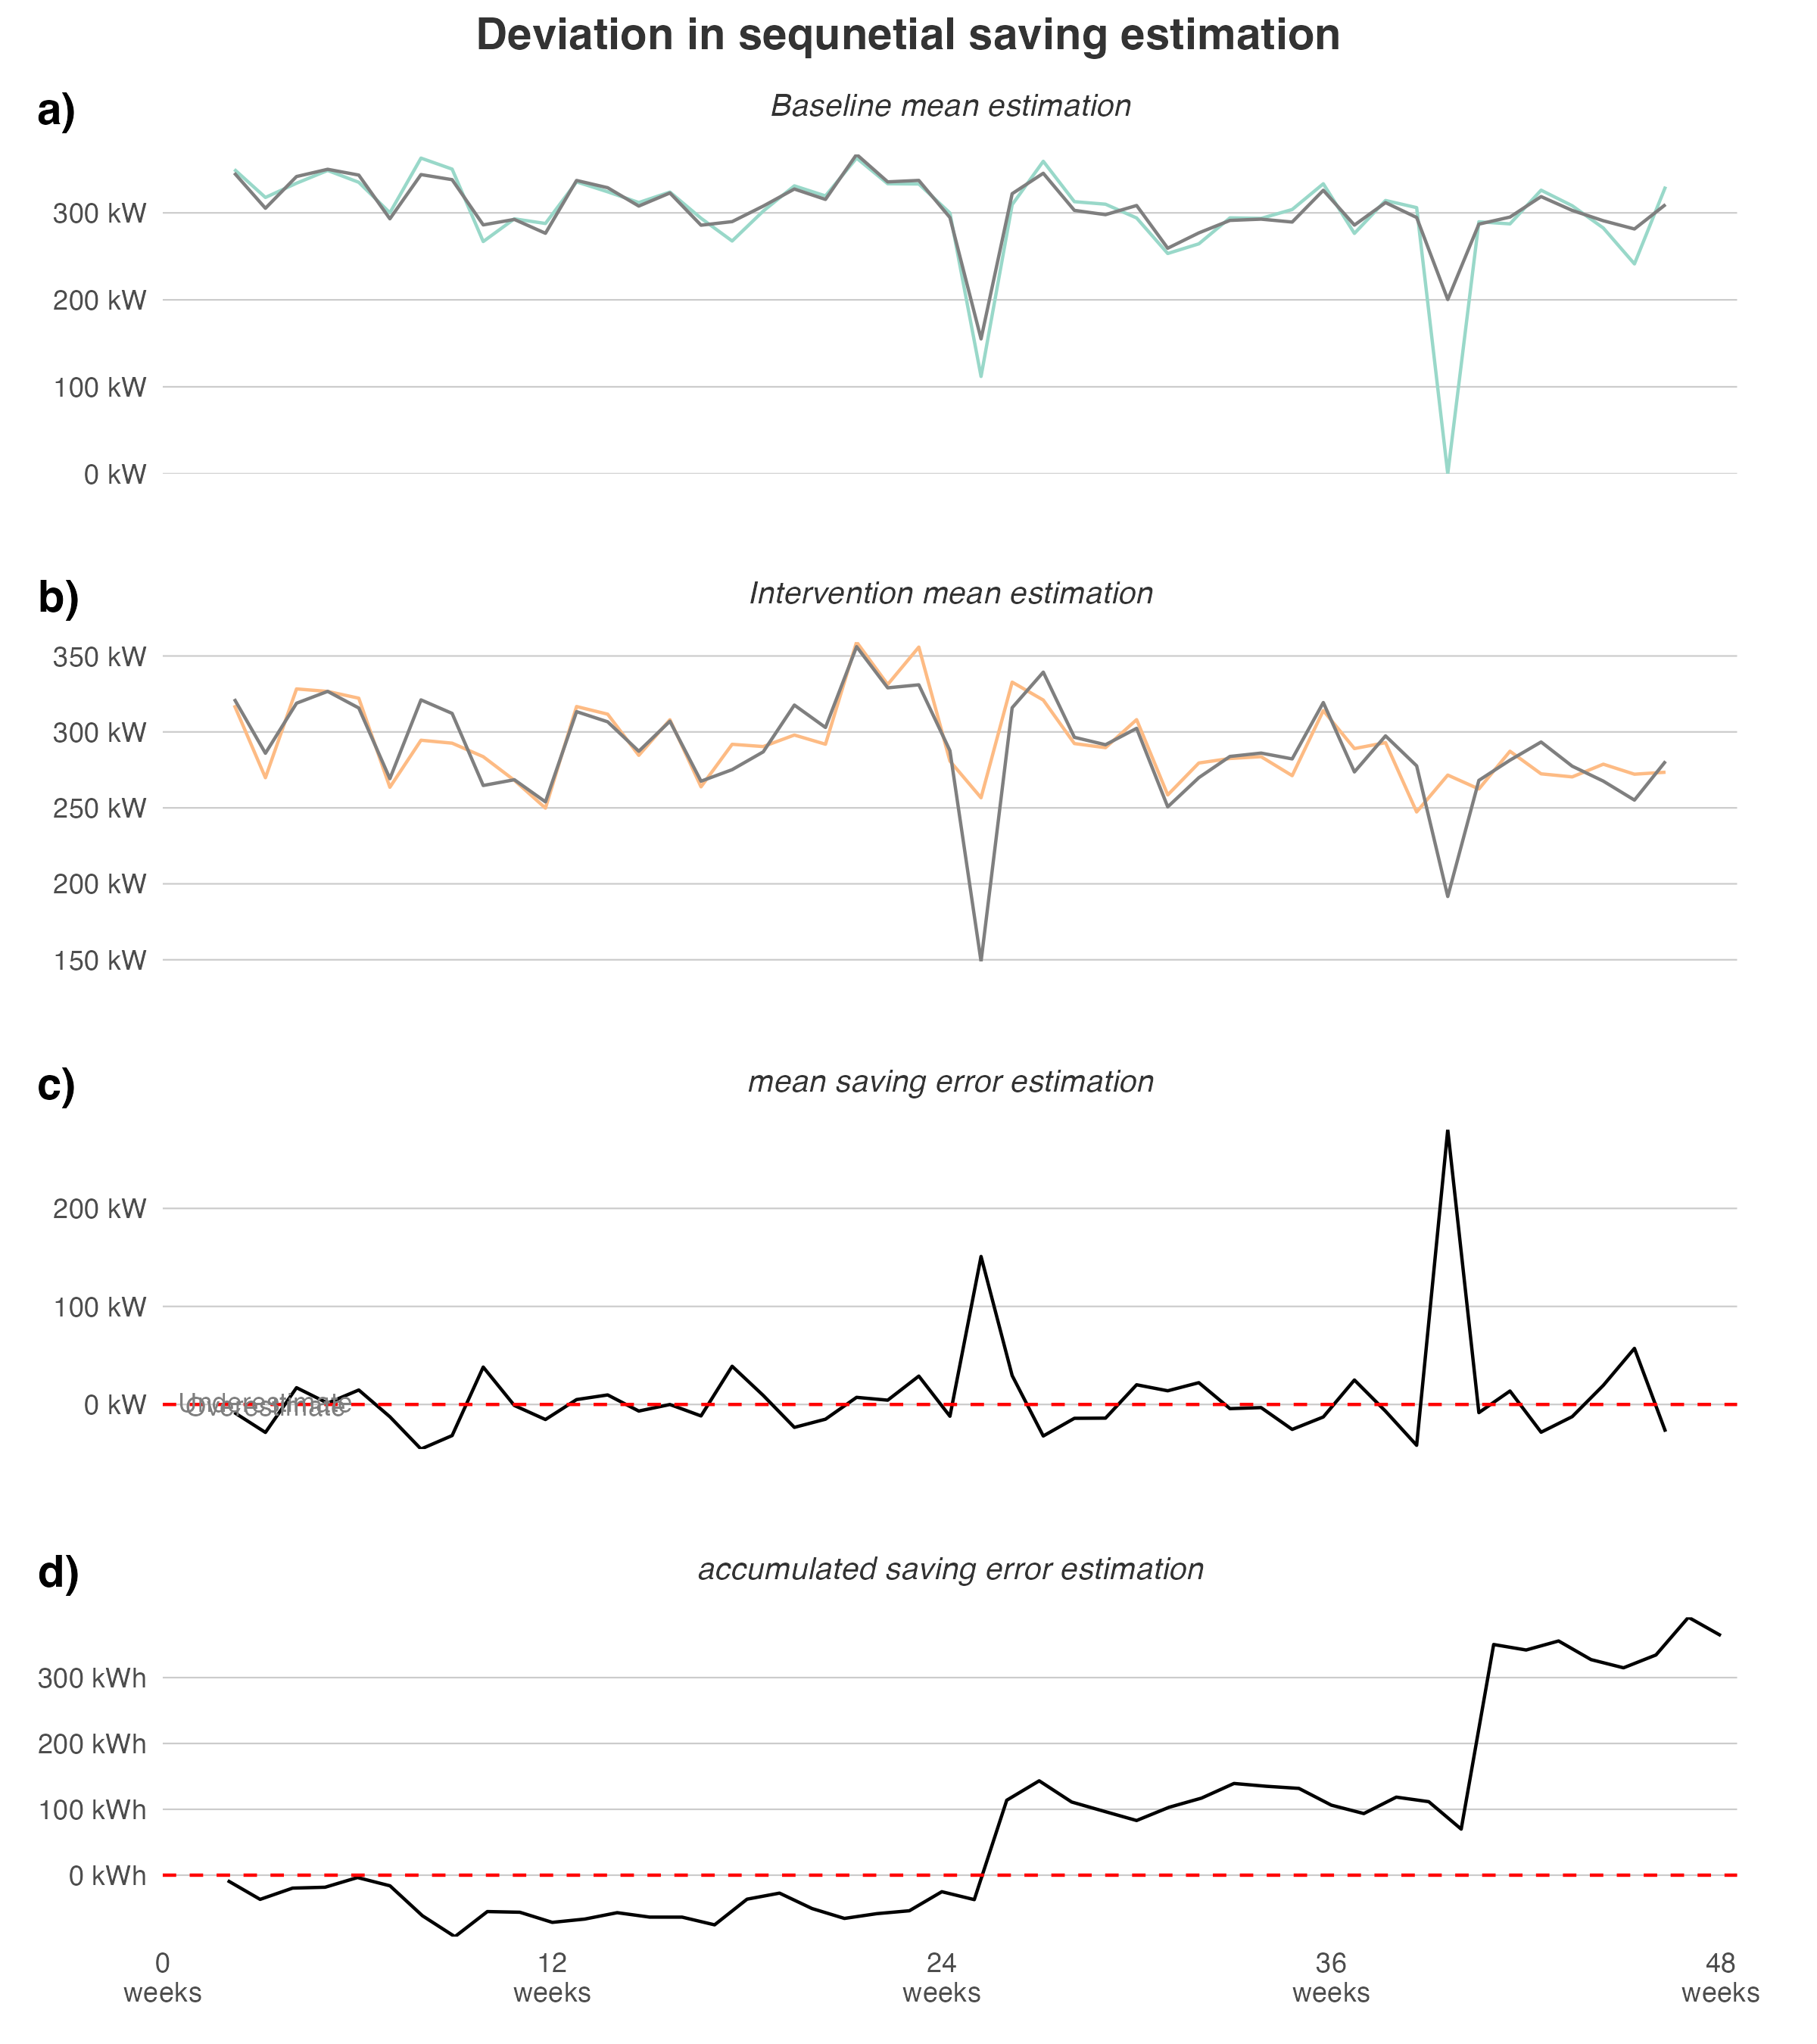 Deviation in sequnetial saving estimation
a)
Baseline mean estimation
300 kW
200 kW
100 kW
0 kW
b)
Intervention mean estimation
350 kW
300 kW
250 kW
200 kW
150 kW
c)
mean saving error estimation
200 kW
100 kW
0 kW
Underestimate
Overestimate
d)
accumulated saving error estimation
300 kWh
200 kWh
100 kWh
0 kWh
0 weeks
12 weeks
24 weeks
36 weeks
48 weeks